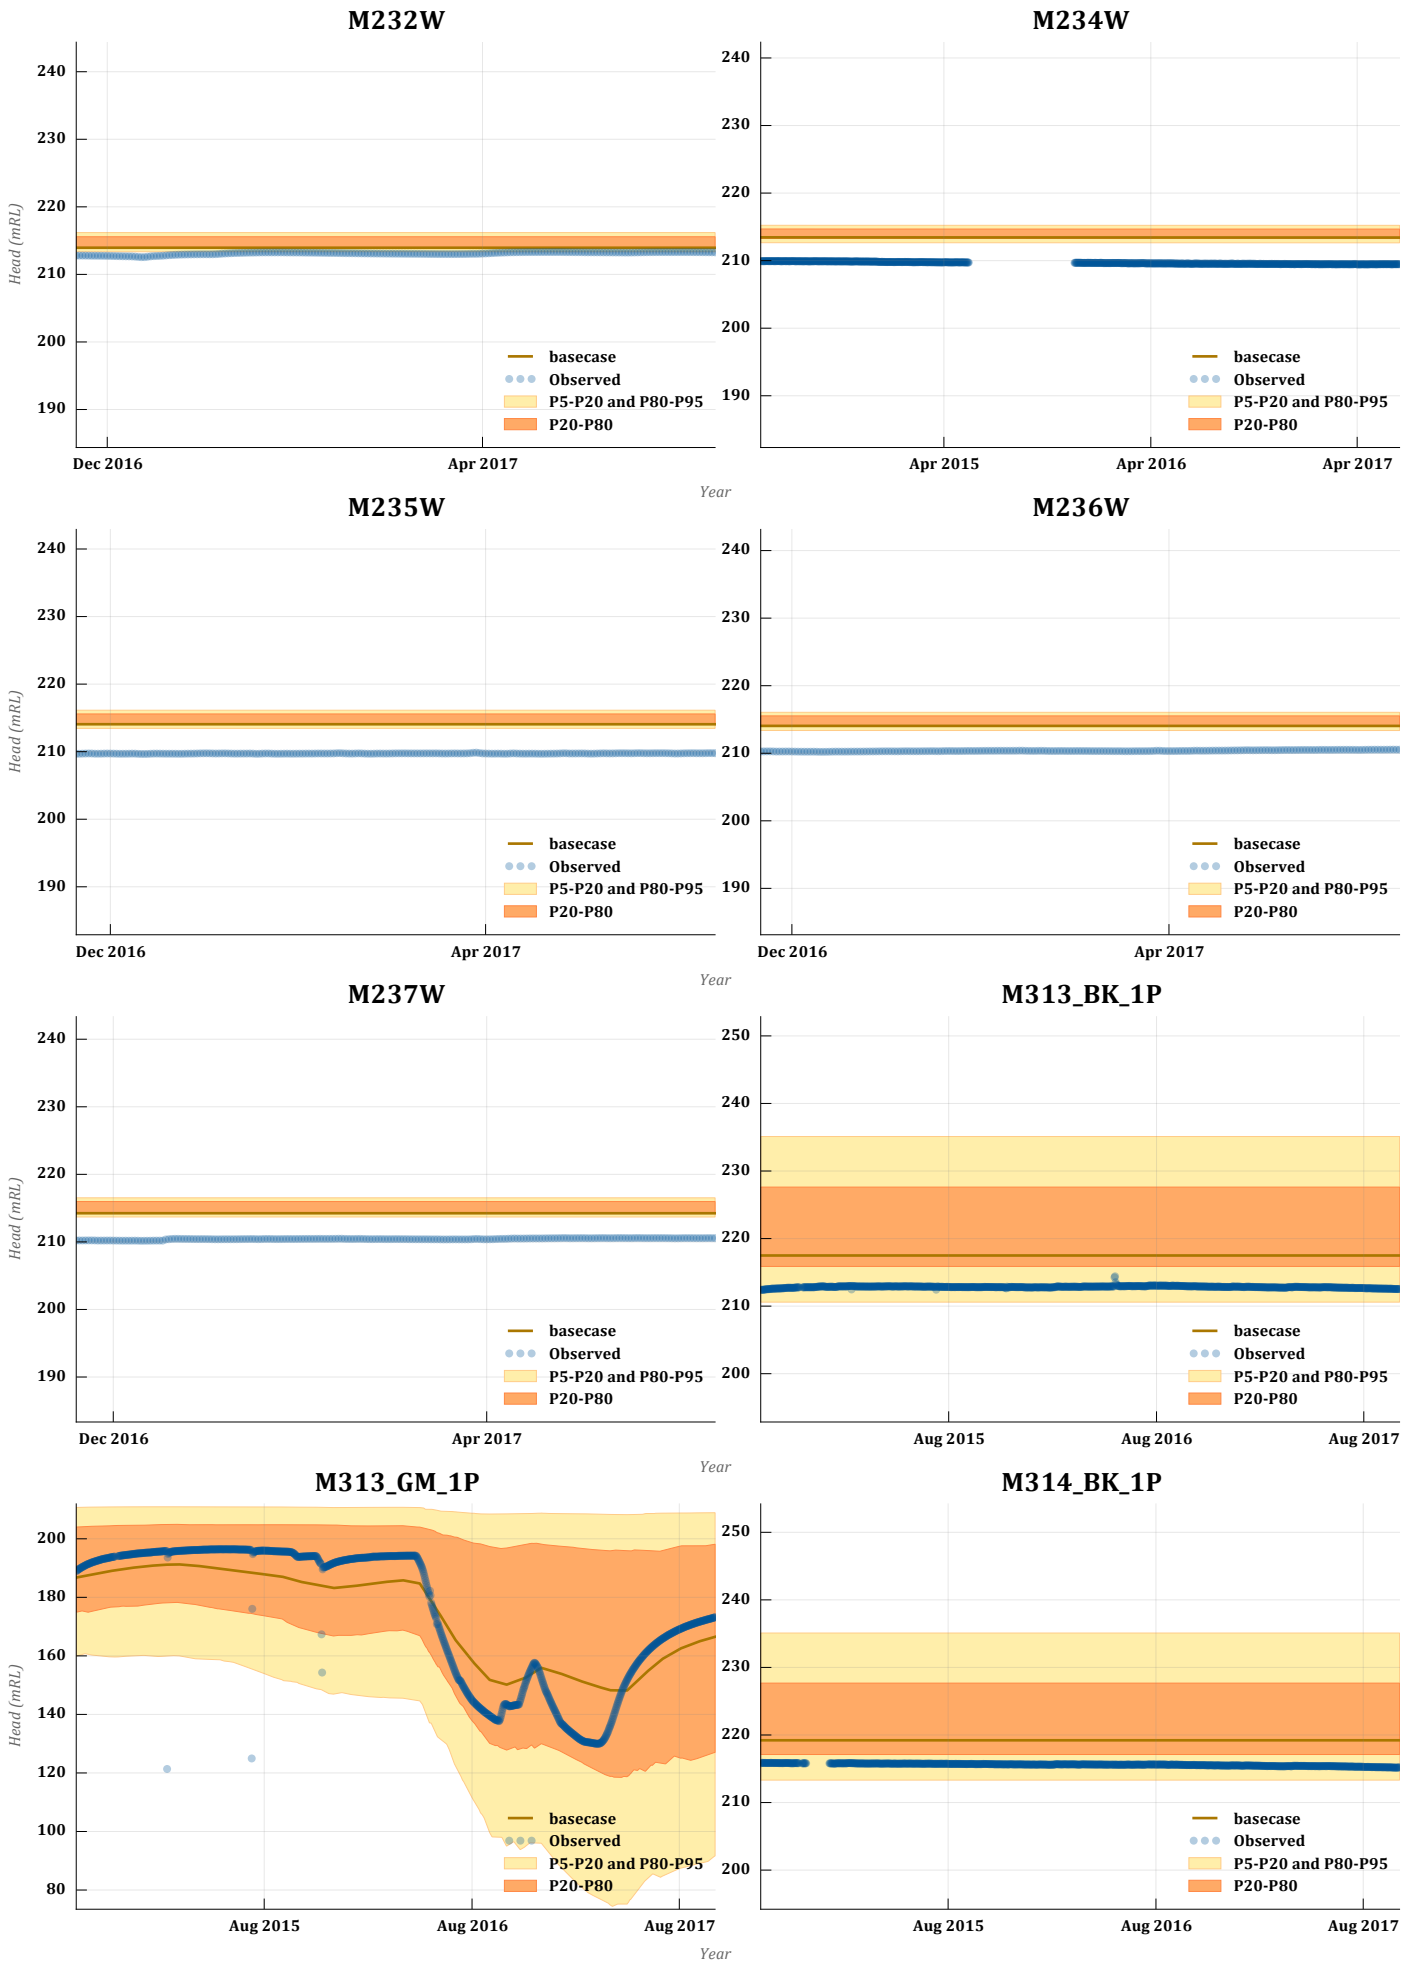 M232W
240
230
220
210
200
190
Head (mRL)
basecase
Observed
P5-P20 and P80-P95
P20-P80
Dec 2016
Apr 2017
M234W
240
230
220
210
200
190
basecase
Observed
P5-P20 and P80-P95
P20-P80
Apr 2015
Apr 2016
Apr 2017
Year
M235W
240
230
220
210
200
190
Head (mRL)
basecase
Observed
P5-P20 and P80-P95
P20-P80
Dec 2016
Apr 2017
M236W
240
230
220
210
200
190
basecase
Observed
P5-P20 and P80-P95
P20-P80
Dec 2016
Apr 2017
Year
M237W
240
230
220
210
200
190
Head (mRL)
basecase
Observed
P5-P20 and P80-P95
P20-P80
Dec 2016
Apr 2017
M313_BK_1P
250
240
230
220
210
200
basecase
Observed
P5-P20 and P80-P95
P20-P80
Aug 2015
Aug 2016
Aug 2017
Year
M313_GM_1P
200
180
160
140
120
100
80
Head (mRL)
basecase
Observed
P5-P20 and P80-P95
P20-P80
Aug 2015
Aug 2016
Aug 2017
M314_BK_1P
250
240
230
220
210
200
basecase
Observed
P5-P20 and P80-P95
P20-P80
Aug 2015
Aug 2016
Aug 2017
Year